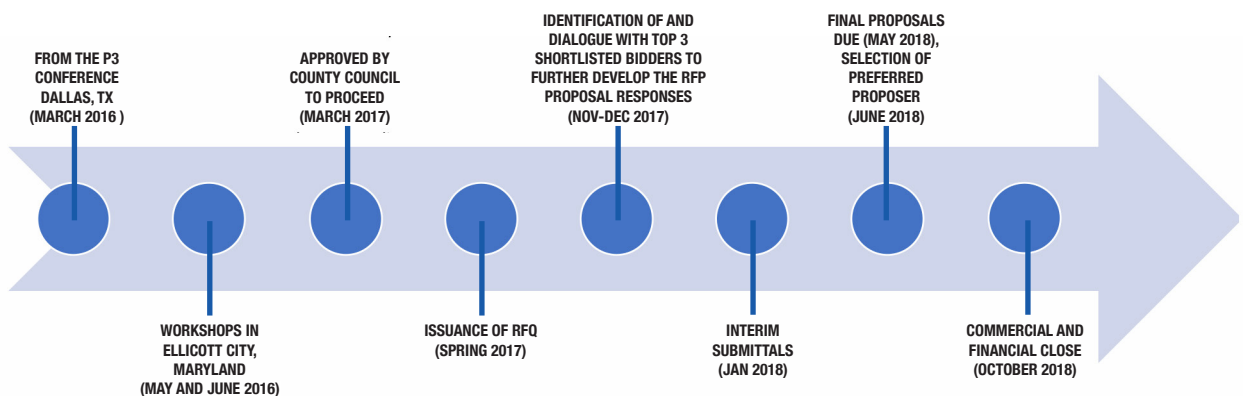 FROM THE P3
CONFERENCE
DALLAS, TX
(MARCH 2016 )
WORKSHOPS IN
ELLICOTT CITY,
MARYLAND
(MAY AND JUNE 2016)
APPROVED BY
COUNTY COUNCIL
TO PROCEED
(MARCH 2017)
ISSUANCE OF RFQ
(SPRING 2017)
IDENTIFICATION OF AND
DIALOGUE WITH TOP 3
SHORTLISTED BIDDERS TO
FURTHER DEVELOP THE RFP
PROPOSAL RESPONSES
(NOV-DEC 2017)
INTERIM
SUBMITTALS
(JAN 2018)
FINAL PROPOSALS
DUE (MAY 2018),
SELECTION OF
PREFERRED
PROPOSER
(JUNE 2018)
COMMERCIAL AND
FINANCIAL CLOSE
(OCTOBER 2018)